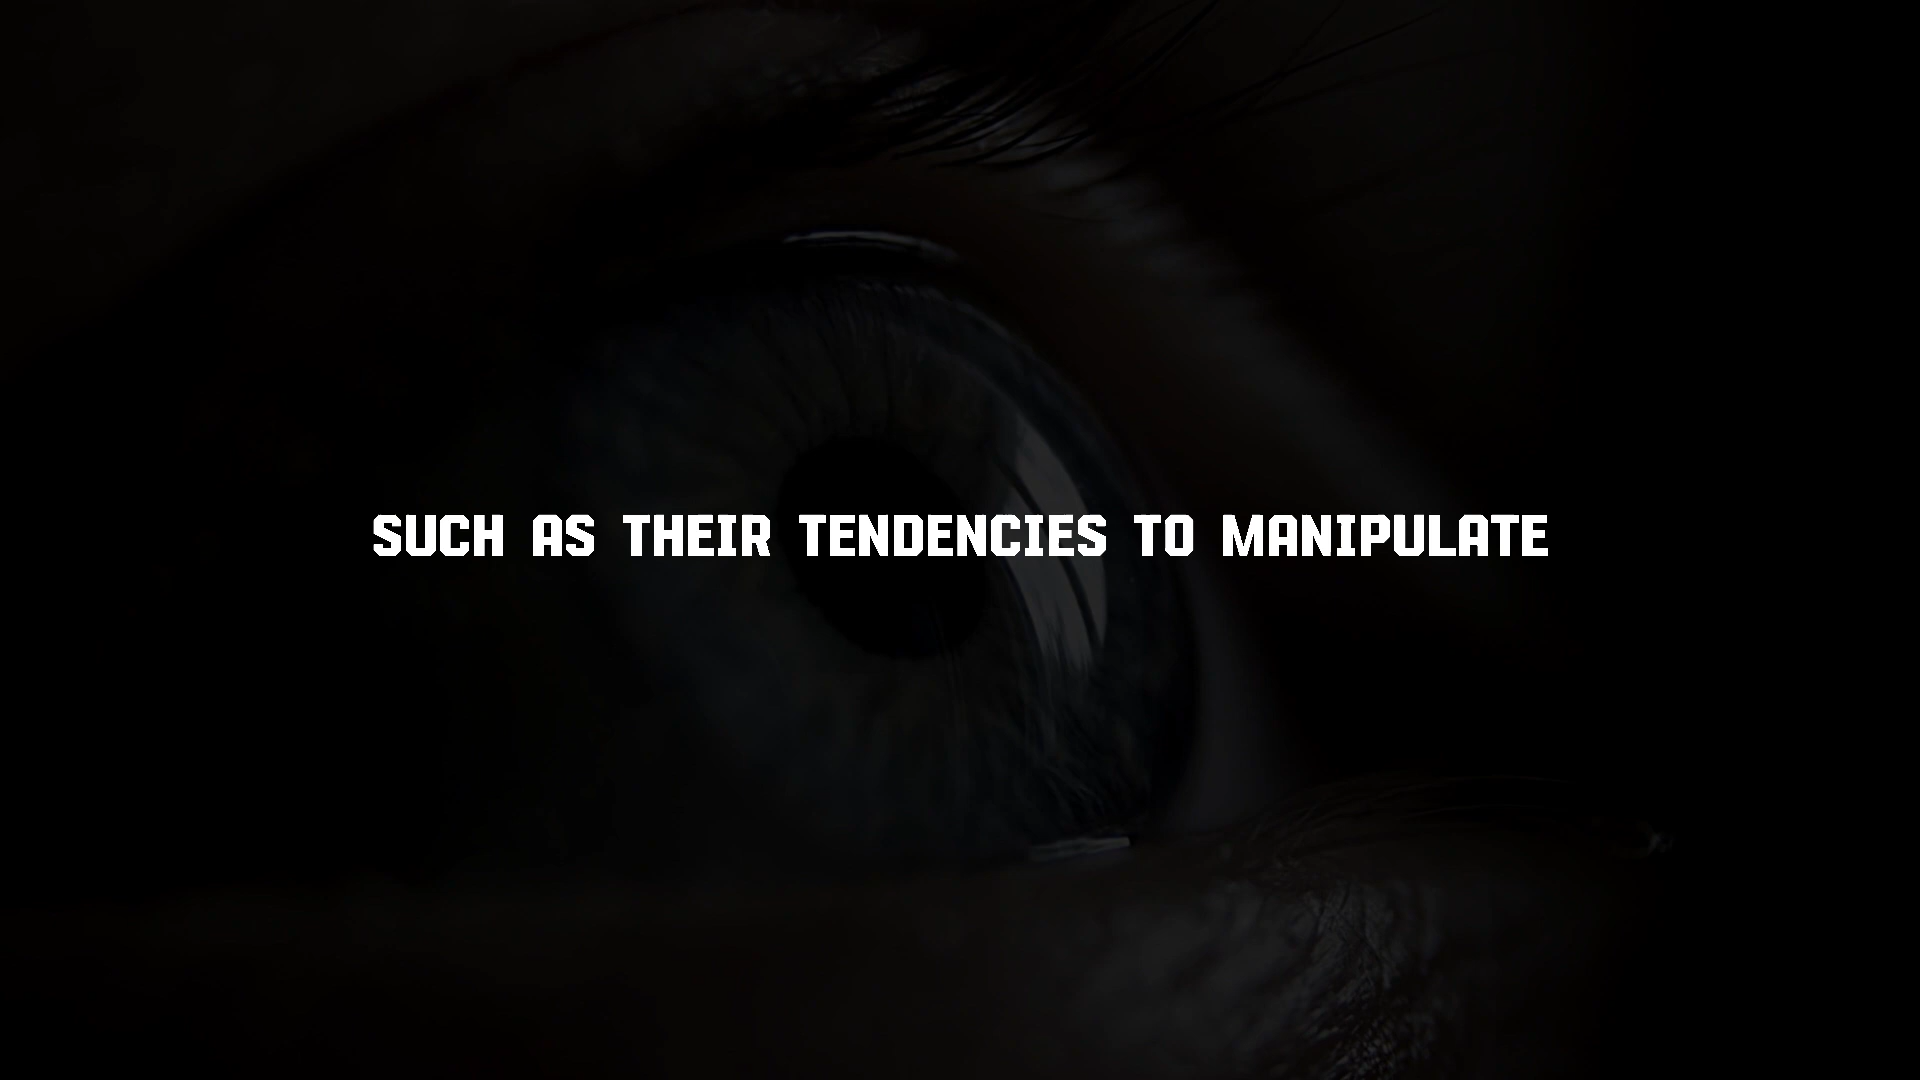 SUCH AS THEIR TENDENCIES TO MANIPULATE